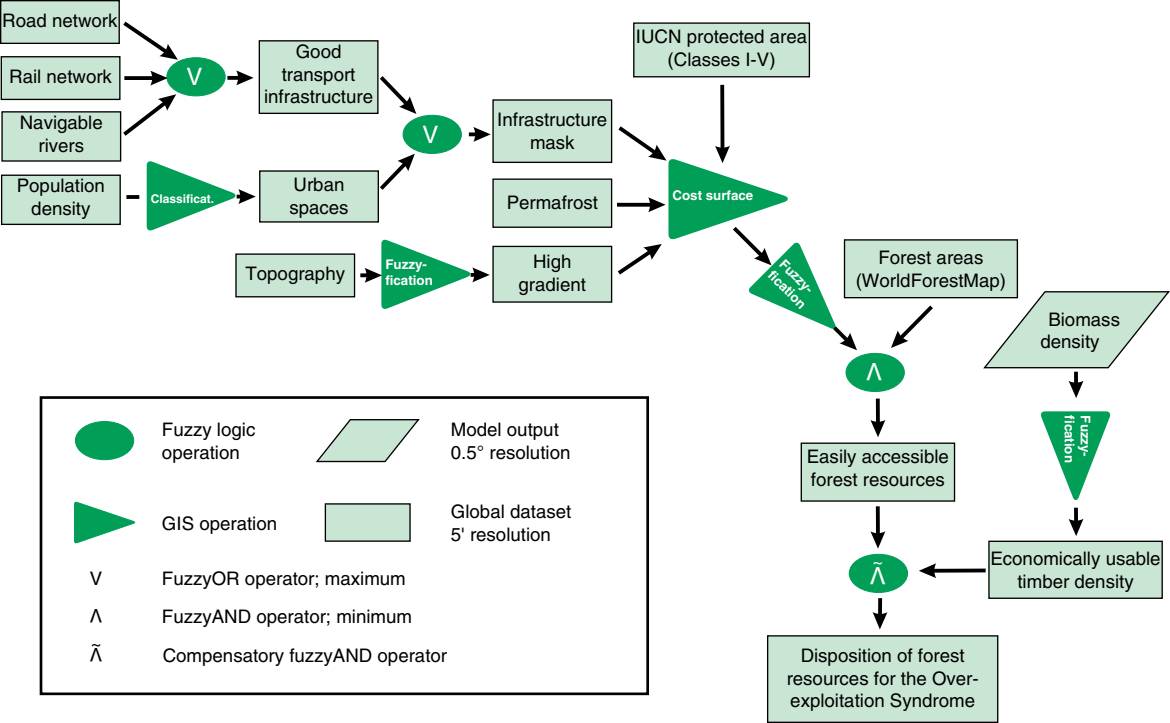 Road network
Rail network
Navigable
rivers
Population
density
V
Classificat.
Good
transport
infrastructure
Urban
spaces
V
Topography
Fuzzy-
fication
Infrastructure
mask
Permafrost
High
gradient
IUCN protected area
(Classes I-V)
Cost surface
Fuzzy-
fication
Forest areas
(WorldForestMap)
Biomass
density
Λ
Fuzzy-
fication
Easily accessible
forest resources
Economically usable
timber density
Λ̃
Disposition of forest
resources for the Over-
exploitation Syndrome
Fuzzy logic
operation
Model output
0.5° resolution
GIS operation
Global dataset
5' resolution
V FuzzyOR operator; maximum
Λ FuzzyAND operator; minimum
Λ̃ Compensatory fuzzyAND operator